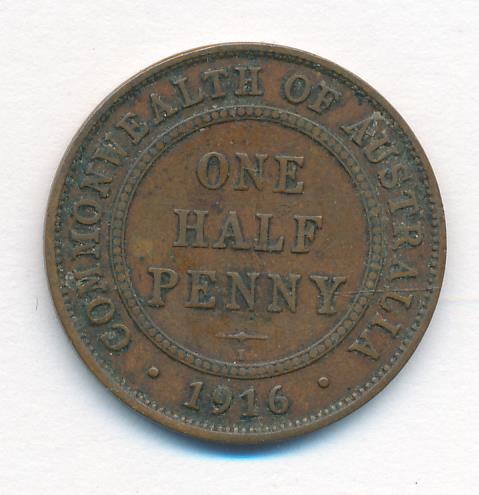 COMMONWEALTH OF AUSTRALIA
ONE
HALF
PENNY
I
· 1916 ·